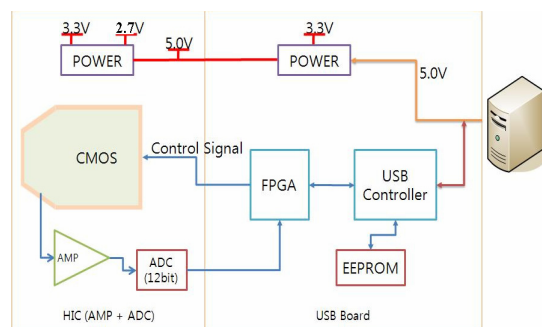 3.3V
2.7V
5.0V
3.3V
POWER
POWER
5.0V
CMOS
Control Signal
FPGA
USB
Controller
AMP
ADC
(12bit)
EEPROM
HIC (AMP + ADC)
USB Board